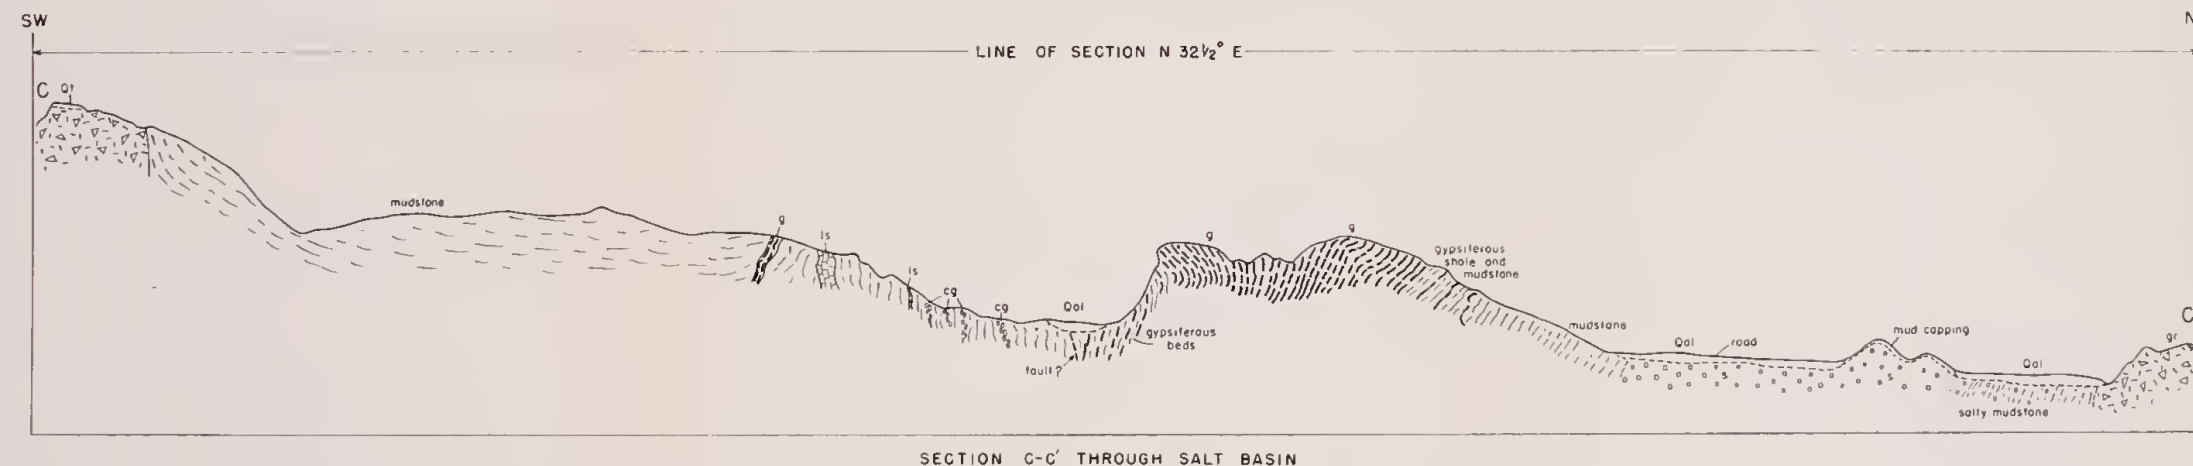 SW
N
LINE OF SECTION N 32½° E
C
Qt
mudstone
g
ls
ls
cg
cg
Qal
fault?
gypsiferous
beds
g
g
gypsiferous
shale and
mudstone
mudstone
Qal
road
s
mud capping
s
Qal
salty mudstone
gr
C
SECTION C-C′ THROUGH SALT BASIN